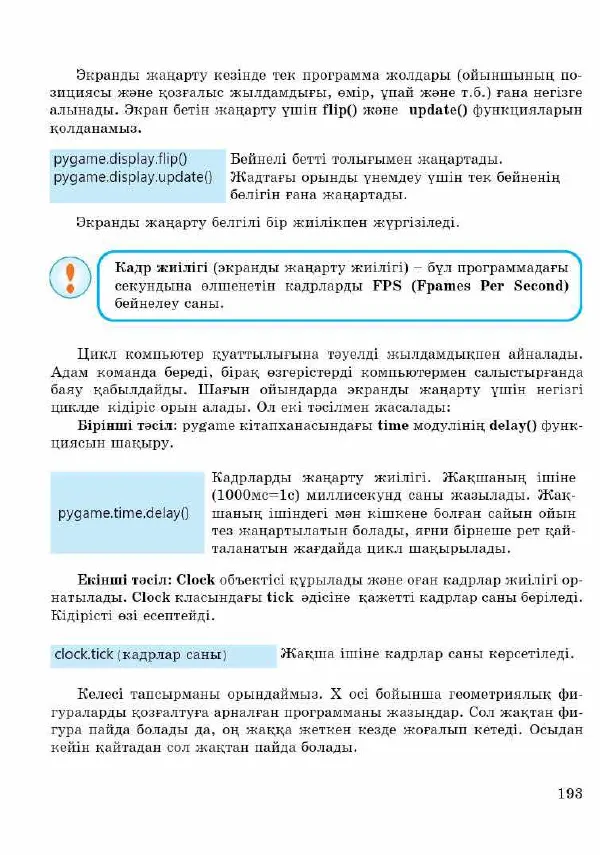 Экранды жаңарту кезінде тек программа жолдары (ойыншының по-
зициясы және қозғалыс жылдамдығы, өмір, ұпай және т.б.) ғана негізге
алынады. Экран бетін жаңарту үшін flip() және update() функцияларын
қолданамыз.
pygame.display.flip() Бейнелі бетті толығымен жаңартады.
pygame.display.update() Жадтағы орынды үнемдеу үшін тек бейненің
бөлігін ғана жаңартады.
Экранды жаңарту белгілі бір жиілікпен жүргізіледі.
Кадр жиілігі (экранды жаңарту жиілігі) – бұл программадағы
секундына өлшенетін кадрларды FPS (Fpames Per Second)
бейнелеу саны.
Цикл компьютер қуаттылығына тәуелді жылдамдықпен айналады.
Адам команда береді, бірақ өзгерістерді компьютермен салыстырғанда
баяу қабылдайды. Шағын ойындарда экранды жаңарту үшін негізгі
циклде кідіріс орын алады. Ол екі тәсілмен жасалады:
Бірінші тәсіл: pygame кітапханасындағы time модулінің delay() функ-
циясын шақыру.
Кадрларды жаңарту жиілігі. Жақшаның ішіне
(1000мс=1с) миллисекунд саны жазылады. Жақ-
pygame.time.delay() шаның ішіндегі мән кішкене болған сайын ойын
тез жаңартылатын болады, яғни бірнеше рет қай-
таланатын жағдайда цикл шақырылады.
Екінші тәсіл: Clock объектісі құрылады және оған кадрлар жиілігі ор-
натылады. Clock класындағы tick әдісіне қажетті кадрлар саны беріледі.
Кідірісті өзі есептейді.
clock.tick (кадрлар саны) Жақша ішіне кадрлар саны көрсетіледі.
Келесі тапсырманы орындаймыз. X осі бойынша геометриялық фи-
гураларды қозғалтуға арналған программаны жазыңдар. Сол жақтан фи-
гура пайда болады да, оң жаққа жеткен кезде жоғалып кетеді. Осыдан
кейін қайтадан сол жақтан пайда болады.
193